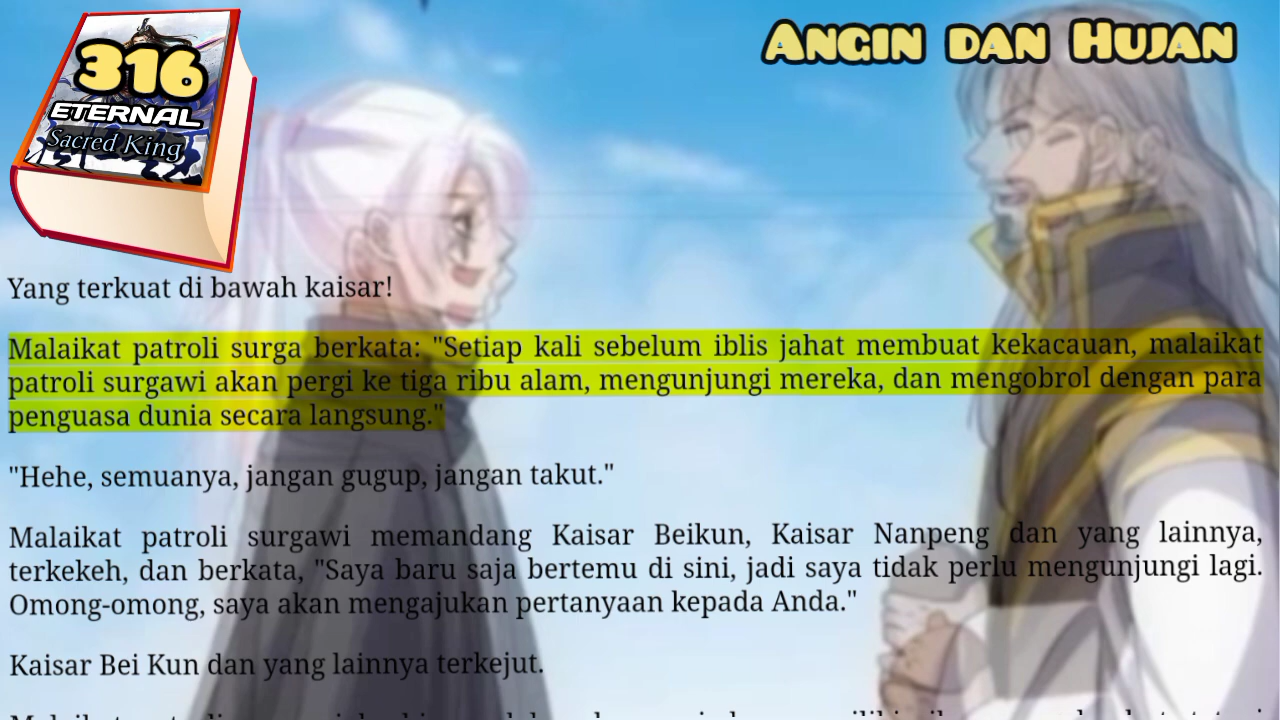 316
ETERNAL
Sacred King
Angin dan Hujan
Yang terkuat di bawah kaisar!
Malaikat patroli surga berkata: "Setiap kali sebelum iblis jahat membuat kekacauan, malaikat
patroli surgawi akan pergi ke tiga ribu alam, mengunjungi mereka, dan mengobrol dengan para
penguasa dunia secara langsung."
"Hehe, semuanya, jangan gugup, jangan takut."
Malaikat patroli surgawi memandang Kaisar Beikun, Kaisar Nanpeng dan yang lainnya,
terkekeh, dan berkata, "Saya baru saja bertemu di sini, jadi saya tidak perlu mengunjungi lagi.
Omong-omong, saya akan mengajukan pertanyaan kepada Anda."
Kaisar Bei Kun dan yang lainnya terkejut.